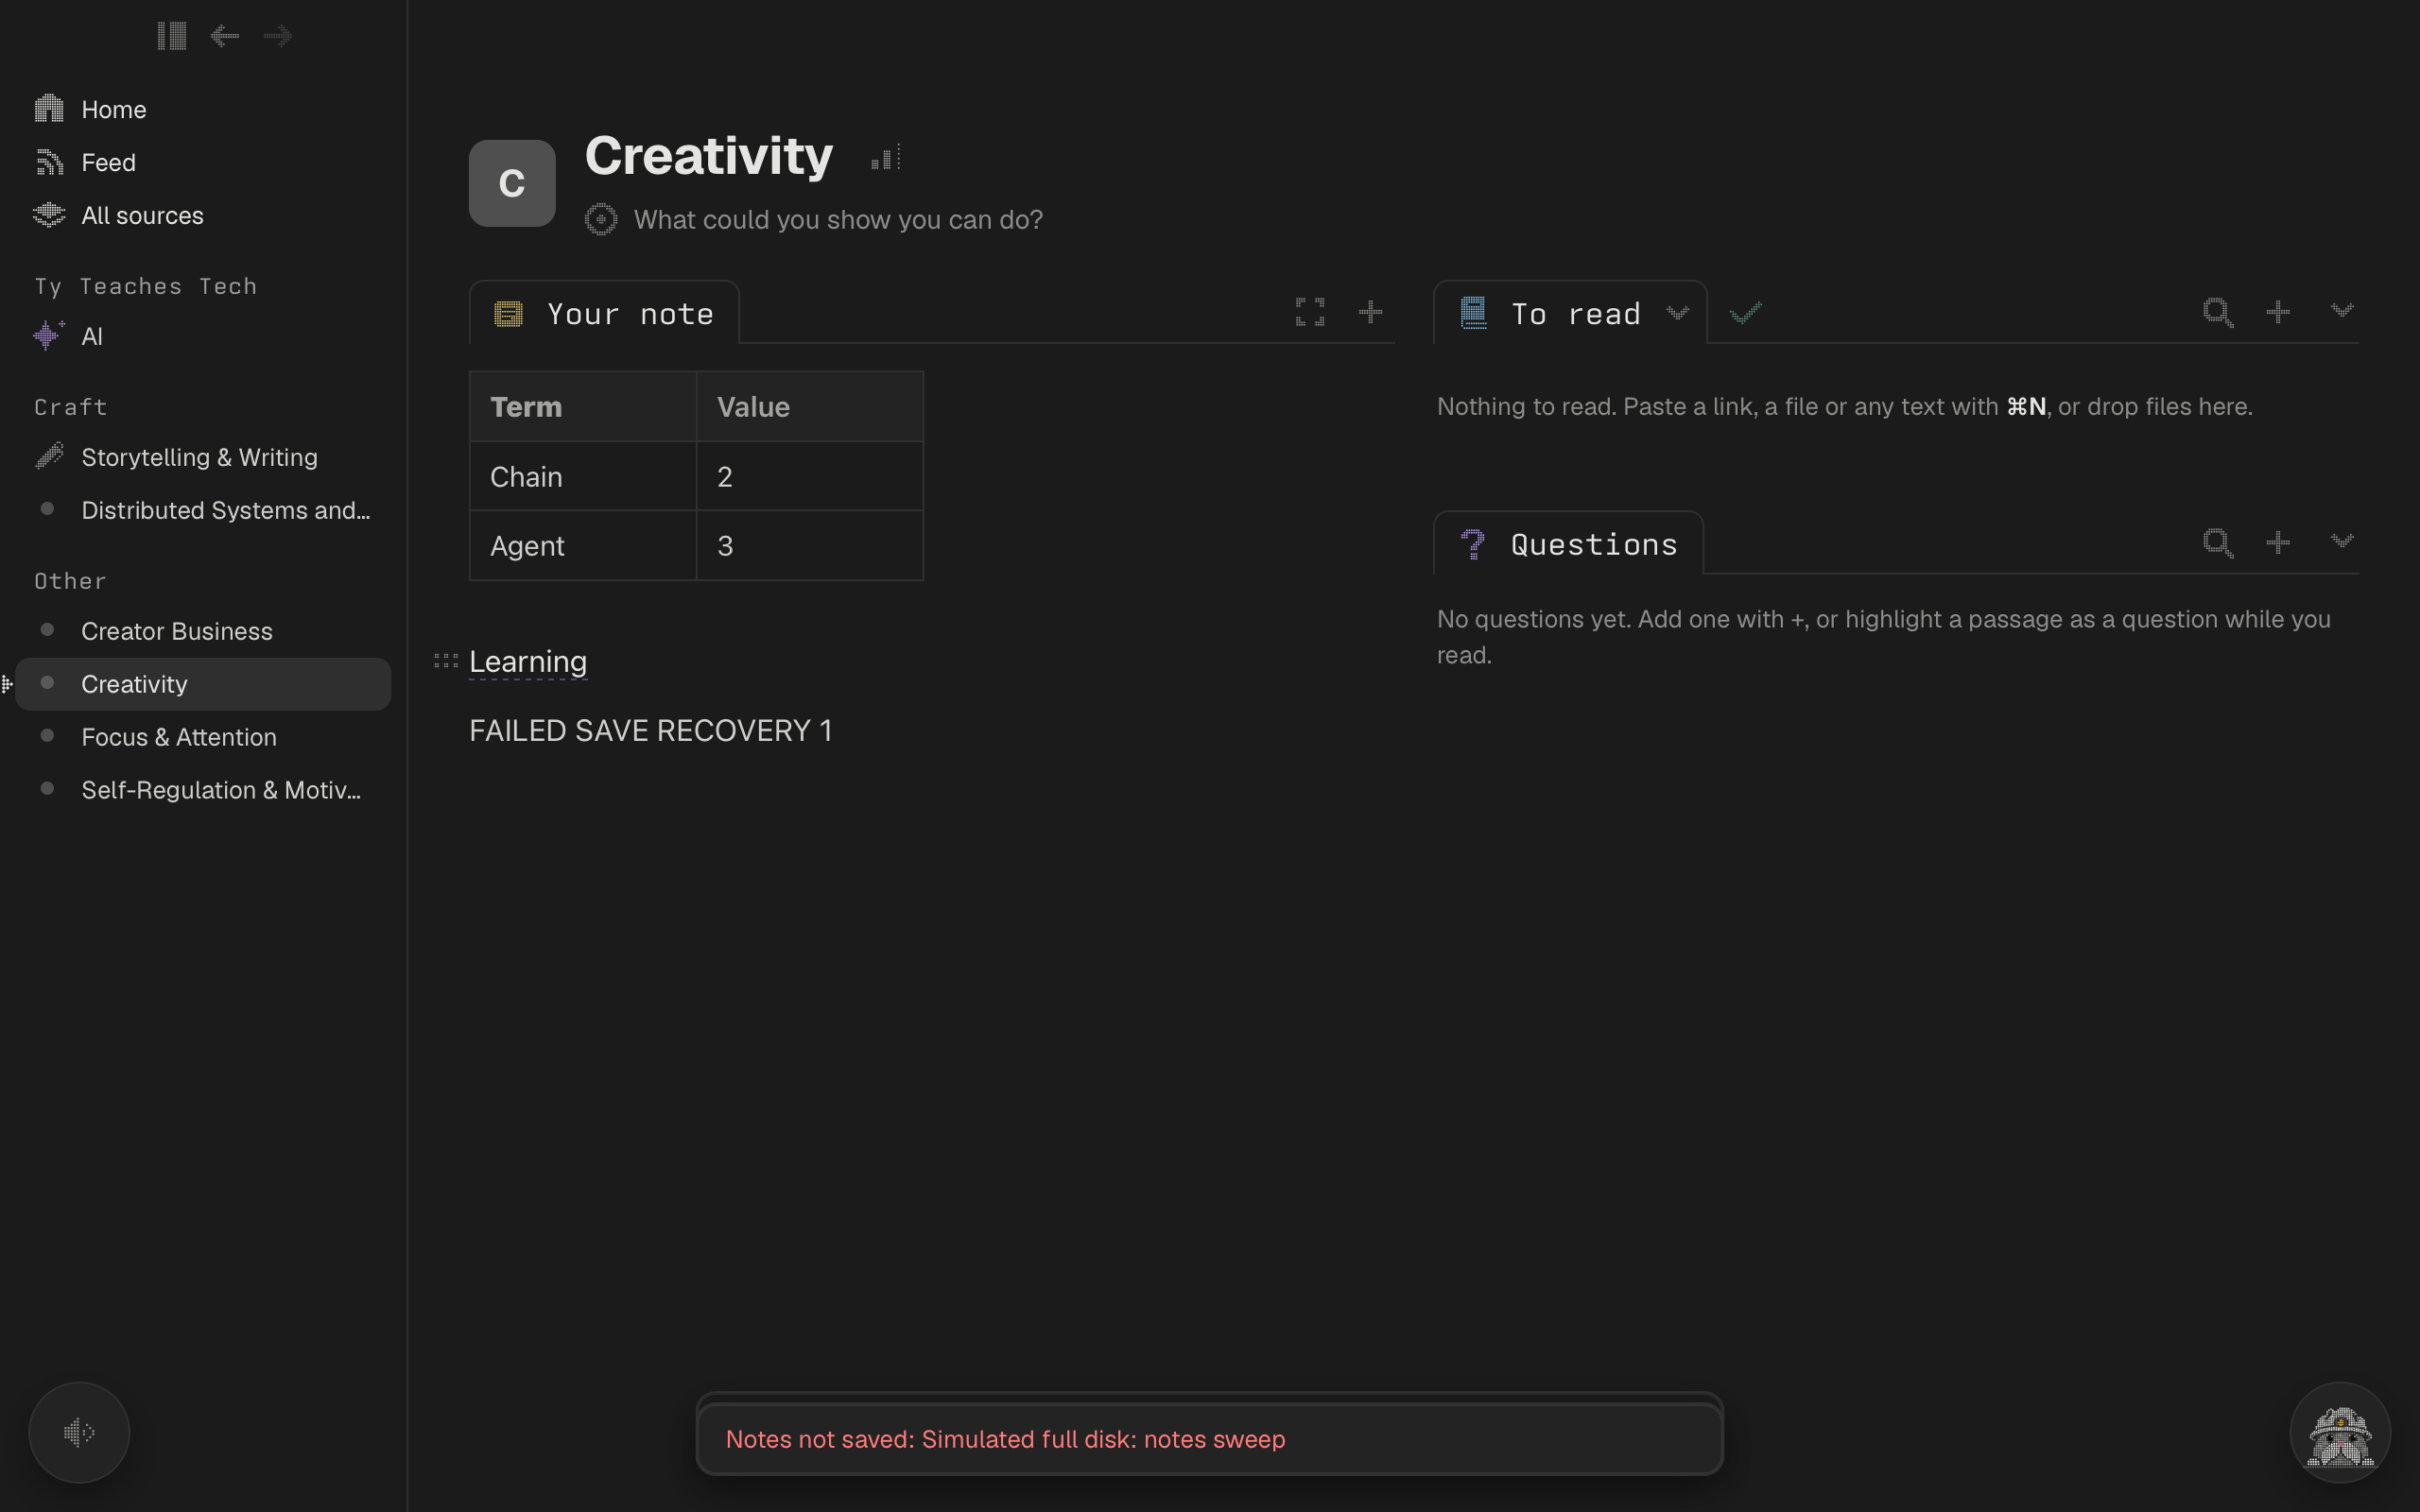 Home
Feed
All sources
Ty Teaches Tech
AI
Craft
Storytelling & Writing
Distributed Systems and...
Other
Creator Business
Creativity
Focus & Attention
Self-Regulation & Motiv...
C
Creativity
What could you show you can do?
Your note
Term Value
Chain 2
Agent 3
Learning
FAILED SAVE RECOVERY 1
To read
Nothing to read. Paste a link, a file or any text with ⌘N, or drop files here.
Questions
No questions yet. Add one with +, or highlight a passage as a question while you
read.
Notes not saved: Simulated full disk: notes sweep